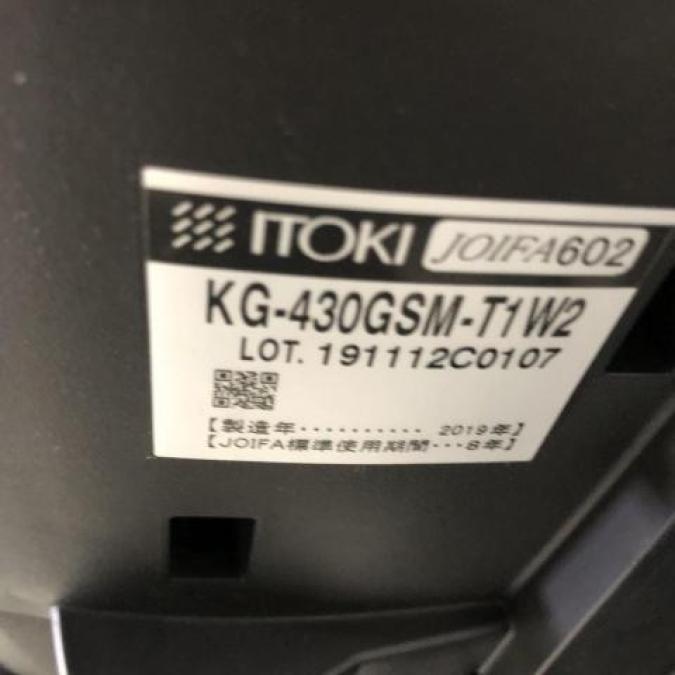 ITOKI JOIFA602
KG-430GSM-T1W2
LOT. 191112C0107
【製造年·········· 2019年】
【JOIFA標準使用期間···8年】